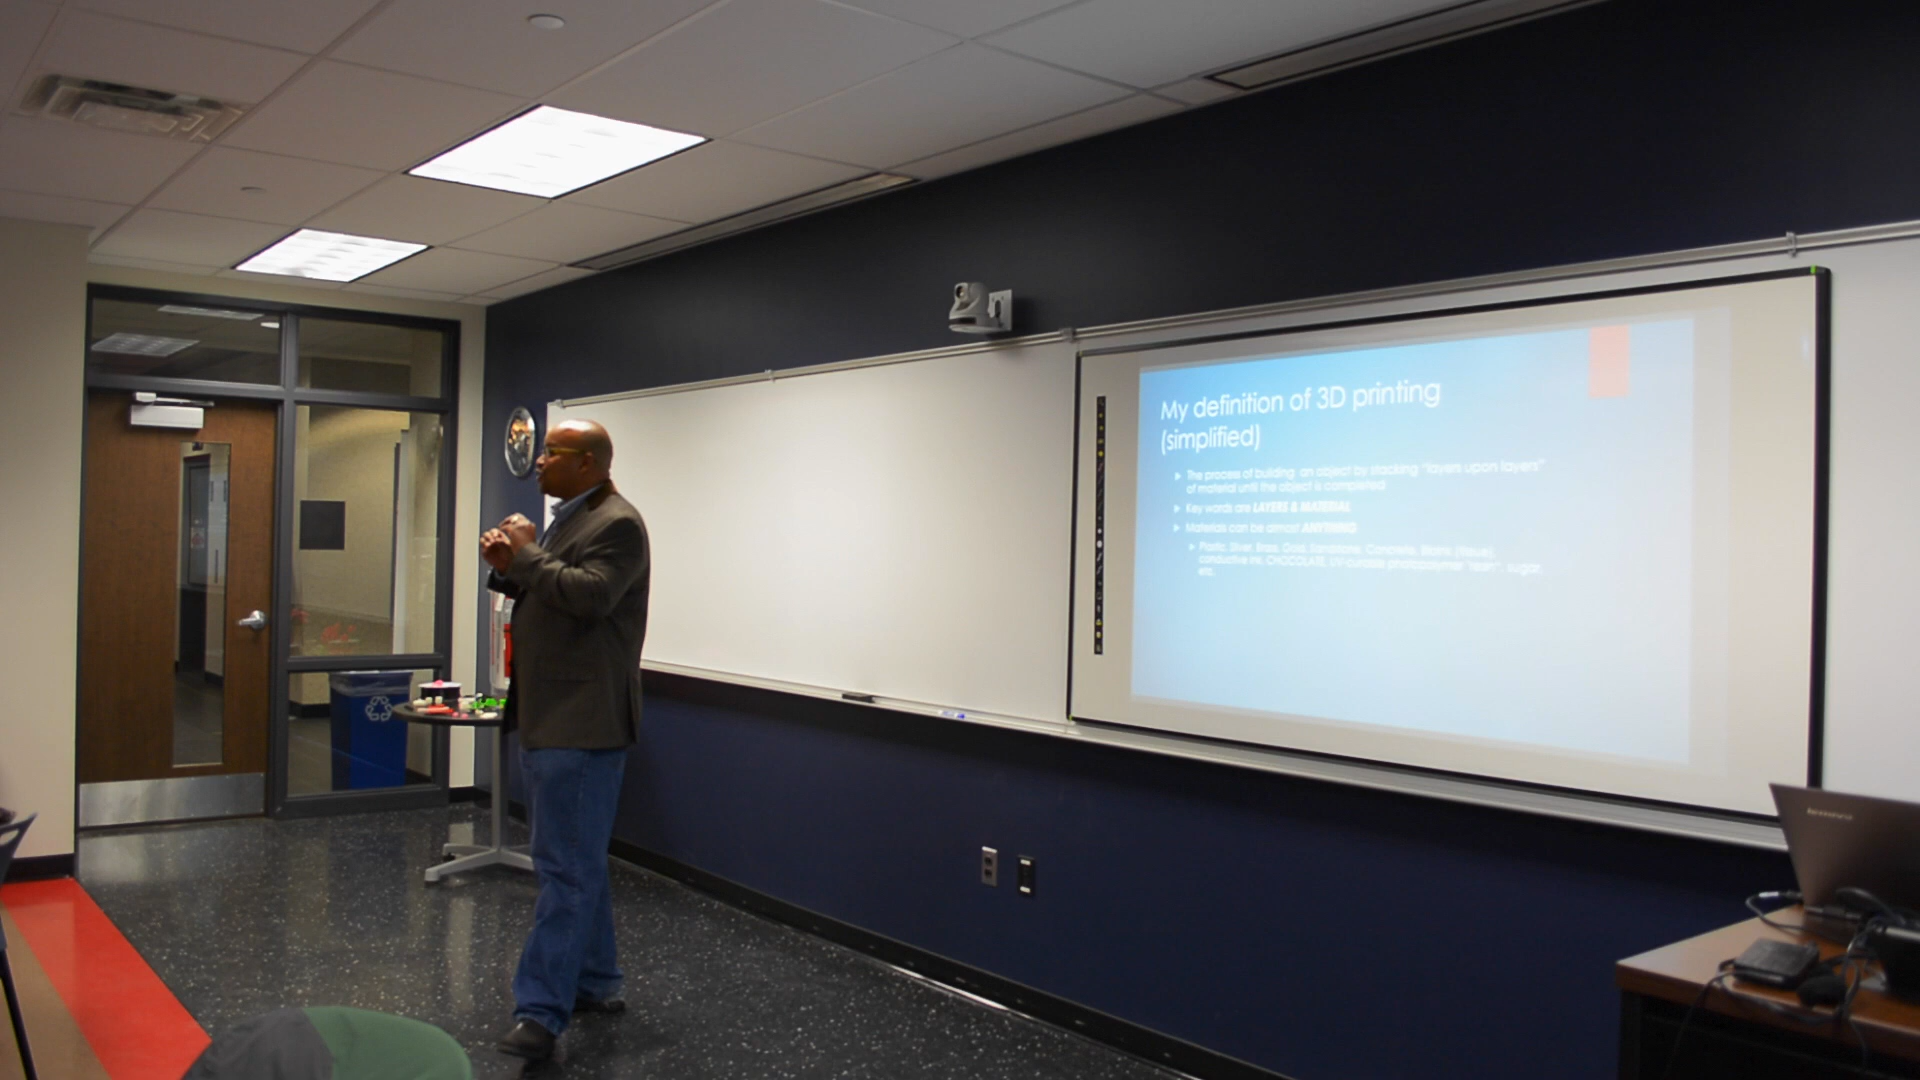 My definition of 3D printing
(simplified)
The process of building an object by stacking "layers upon layers"
of material until the object is completed
Key words are LAYERS & MATERIAL
Materials can be almost ANYTHING
Plastic, Silver, Brass, Gold, Sandstone, Concrete, Biomk (tissue),
conductive ink, CHOCOLATE, UV-curable photopolymer "resin", sugar,
etc.
lenovo